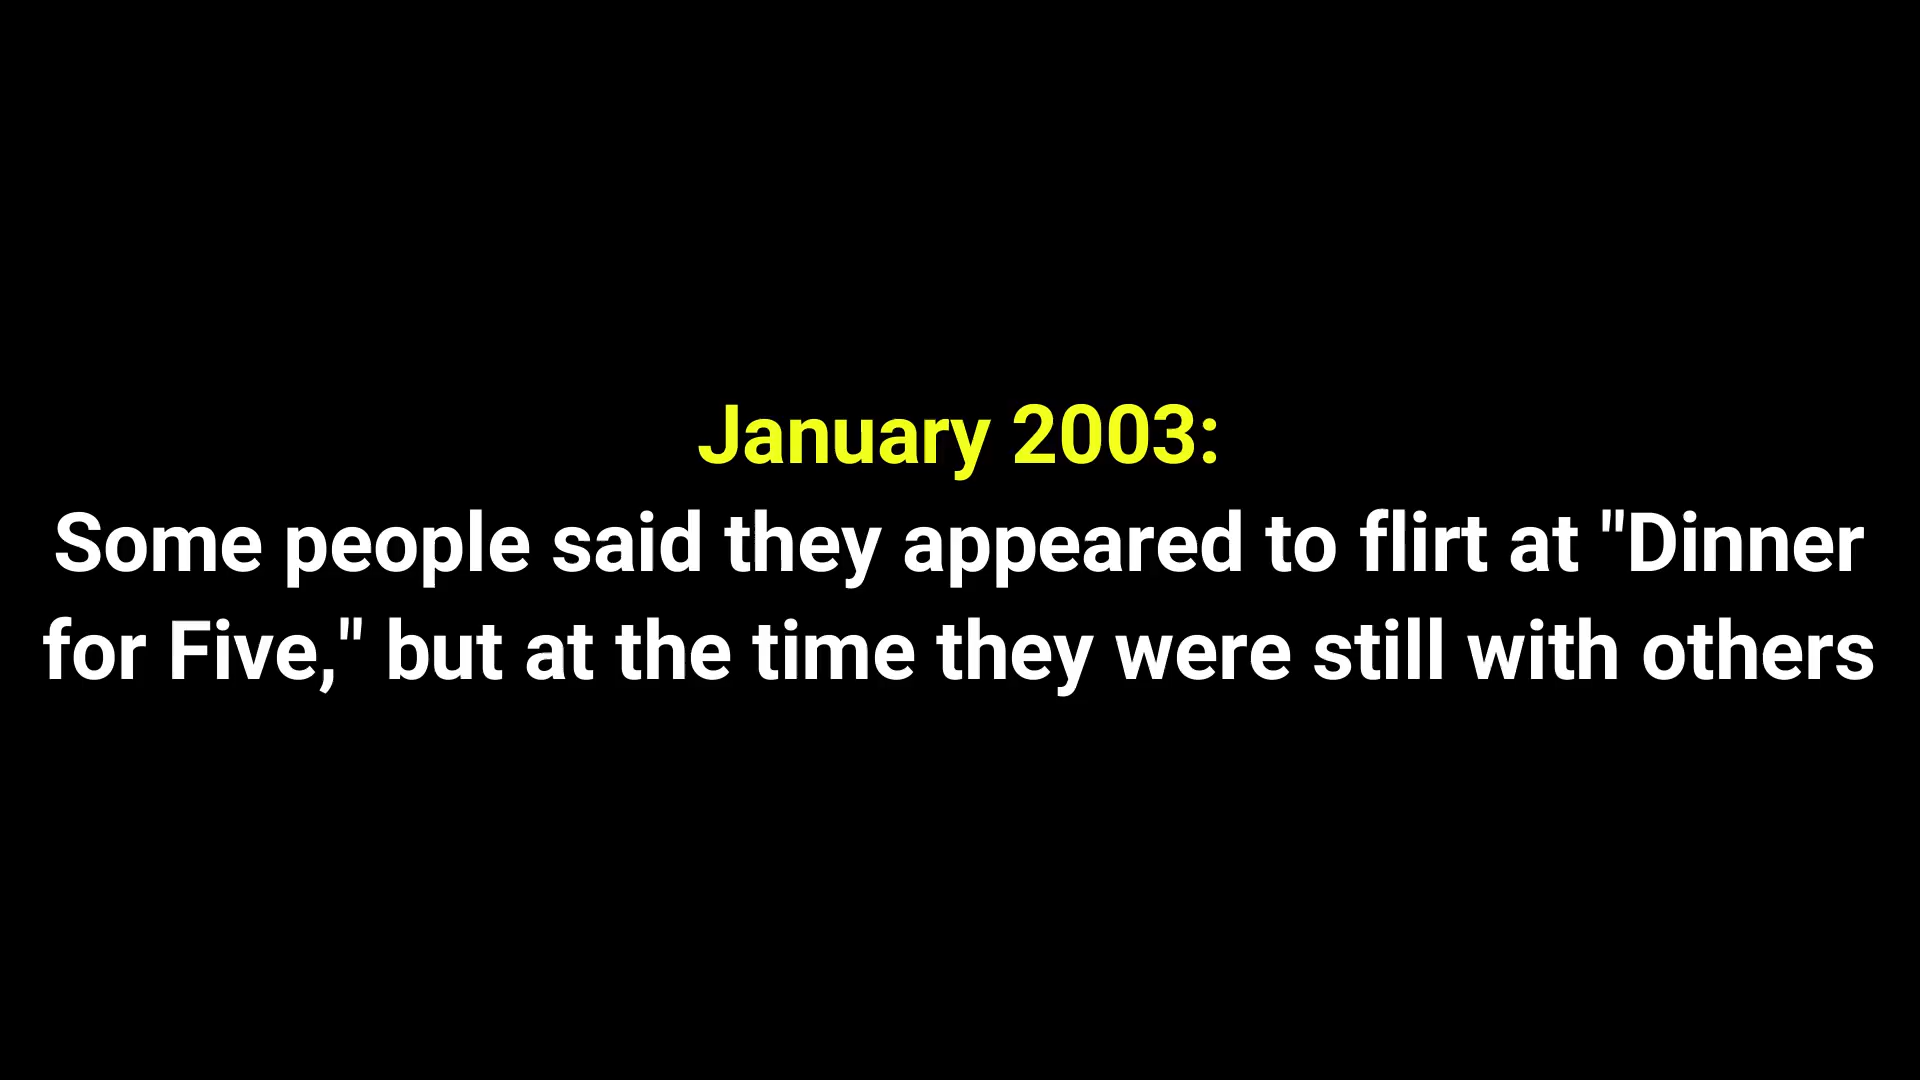 January 2003:
Some people said they appeared to flirt at "Dinner
for Five," but at the time they were still with others